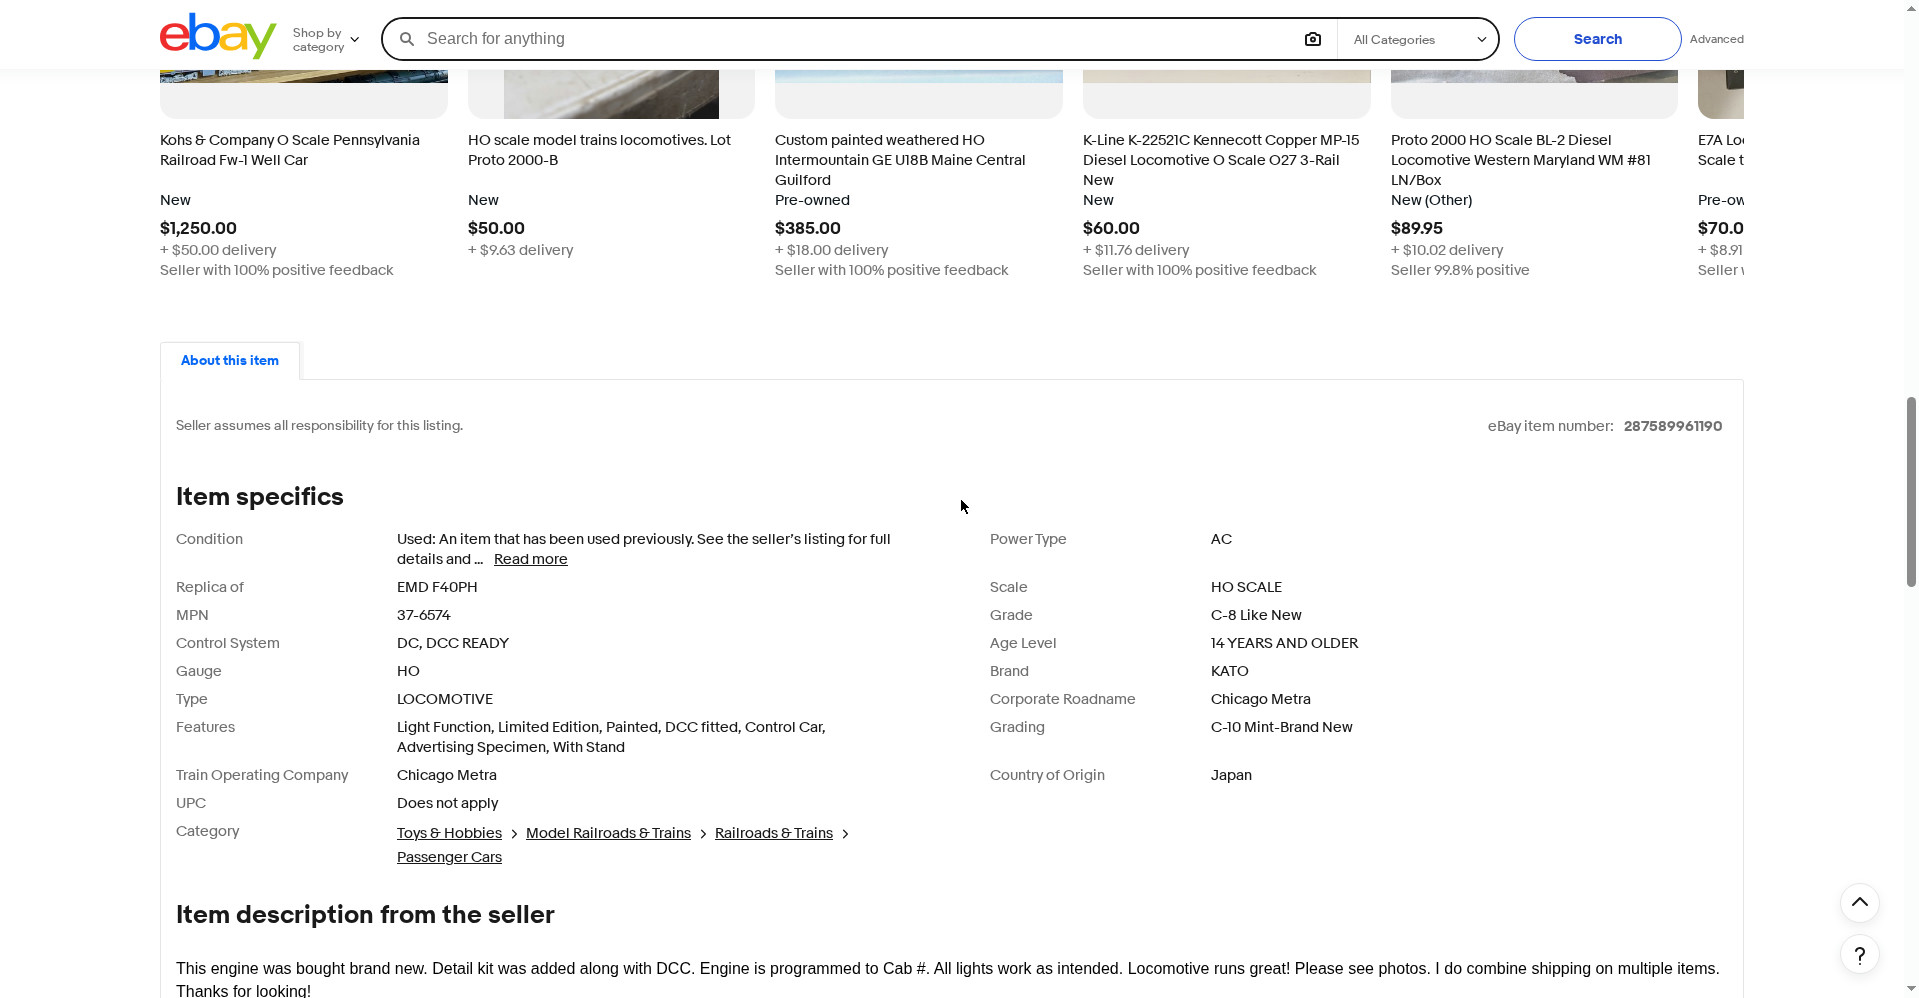 ebay
Shop by
category
Search for anything
All Categories
Search
Advanced
Kohs & Company O Scale Pennsylvania
Railroad Fw-1 Well Car
New
$1,250.00
+ $50.00 delivery
Seller with 100% positive feedback
HO scale model trains locomotives. Lot
Proto 2000-B
New
$50.00
+ $9.63 delivery
Custom painted weathered HO
Intermountain GE U18B Maine Central
Guilford
Pre-owned
$385.00
+ $18.00 delivery
Seller with 100% positive feedback
K-Line K-22521C Kennecott Copper MP-15
Diesel Locomotive O Scale O27 3-Rail
New
New
$60.00
+ $11.76 delivery
Seller with 100% positive feedback
Proto 2000 HO Scale BL-2 Diesel
Locomotive Western Maryland WM #81
LN/Box
New (Other)
$89.95
+ $10.02 delivery
Seller 99.8% positive
E7A
Scale
$70.0
+ $8.91
Seller
About this item
Seller assumes all responsibility for this listing.
eBay item number: 287589961190
Item specifics
Condition
Used: An item that has been used previously. See the seller's listing for full
details and ... Read more
Power Type
AC
Replica of
EMD F40PH
Scale
HO SCALE
MPN
37-6574
Grade
C-8 Like New
Control System
DC, DCC READY
Age Level
14 YEARS AND OLDER
Gauge
HO
Brand
KATO
Type
LOCOMOTIVE
Corporate Roadname
Chicago Metra
Features
Light Function, Limited Edition, Painted, DCC fitted, Control Car,
Advertising Specimen, With Stand
Grading
C-10 Mint-Brand New
Train Operating Company
Chicago Metra
Country of Origin
Japan
UPC
Does not apply
Category
Toys & Hobbies > Model Railroads & Trains > Railroads & Trains >
Passenger Cars
Item description from the seller
This engine was bought brand new. Detail kit was added along with DCC. Engine is programmed to Cab #. All lights work as intended. Locomotive runs great! Please see photos. I do combine shipping on multiple items.
Thanks for looking!